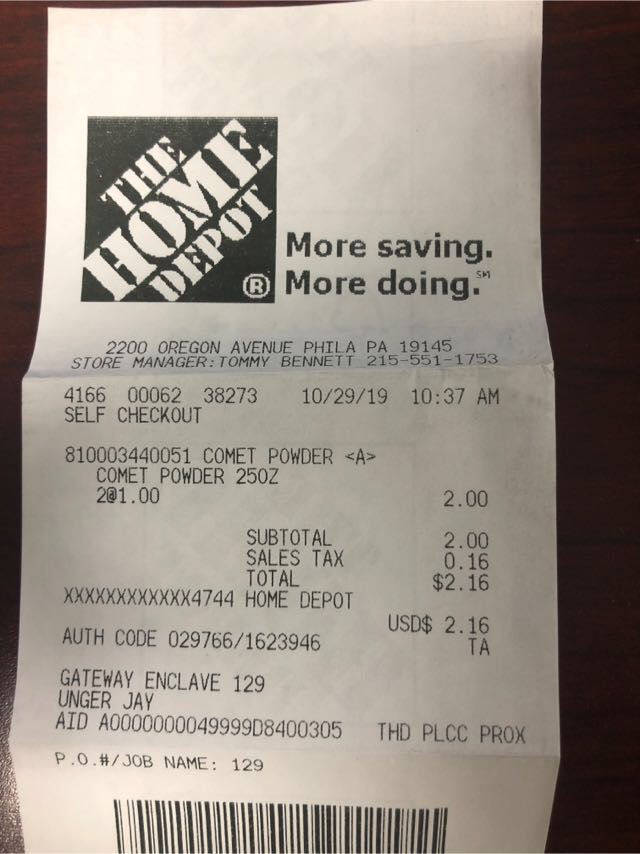 THE
HOME
DEPOT
®
More saving.
More doing.℠
2200 OREGON AVENUE PHILA PA 19145
STORE MANAGER:TOMMY BENNETT 215-551-1753
4166 00062 38273 10/29/19 10:37 AM
SELF CHECKOUT
810003440051 COMET POWDER <A>
COMET POWDER 25OZ
2@1.00 2.00
SUBTOTAL 2.00
SALES TAX 0.16
TOTAL $2.16
XXXXXXXXXXXX4744 HOME DEPOT
USD$ 2.16
AUTH CODE 029766/1623946 TA
GATEWAY ENCLAVE 129
UNGER JAY
AID A0000000049999D8400305 THD PLCC PROX
P.O.#/JOB NAME: 129